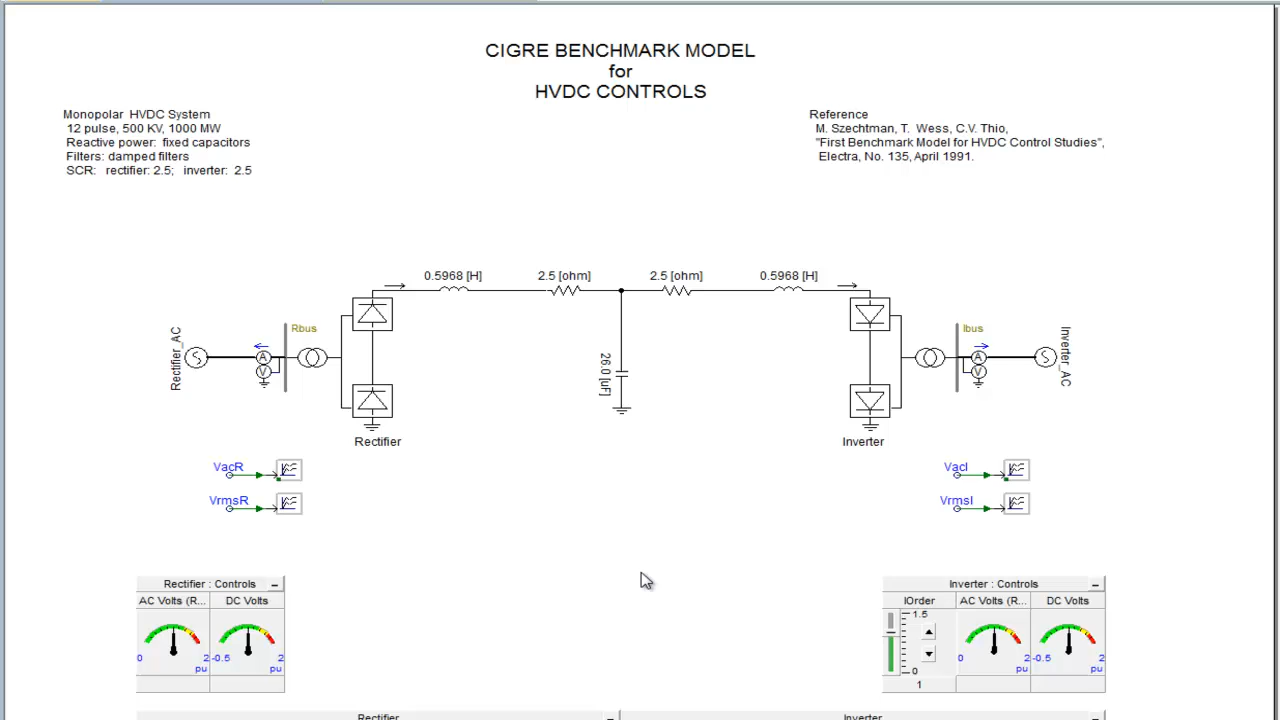 CIGRE BENCHMARK MODEL
for
HVDC CONTROLS
Monopolar HVDC System
12 pulse, 500 KV, 1000 MW
Reactive power: fixed capacitors
Filters: damped filters
SCR: rectifier: 2.5; inverter: 2.5
Reference
M. Szechtman, T. Wess, C.V. Thio,
"First Benchmark Model for HVDC Control Studies",
Electra, No. 135, April 1991.
0.5968 [H]
2.5 [ohm]
2.5 [ohm]
0.5968 [H]
Rectifier_AC
A
V
Rbus
26.0 [uF]
Ibus
A
V
Inverter_AC
Rectifier
Inverter
VacR
VrmsR
VacI
VrmsI
Rectifier : Controls
AC Volts (R...
DC Volts
0
2
pu
-0.5
2
pu
Inverter : Controls
IOrder
AC Volts (R...
DC Volts
1.5
0
1
0
2
pu
-0.5
2
pu
Rectifier
Inverter